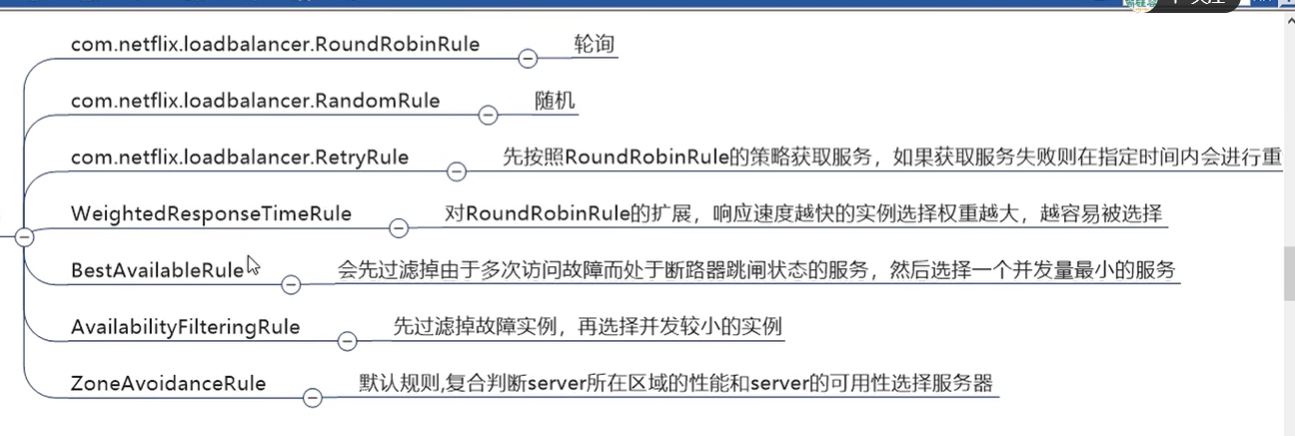 com.netflix.loadbalancer.RoundRobinRule 轮询
com.netflix.loadbalancer.RandomRule 随机
com.netflix.loadbalancer.RetryRule 先按照RoundRobinRule的策略获取服务，如果获取服务失败则在指定时间内会进行重
WeightedResponseTimeRule 对RoundRobinRule的扩展，响应速度越快的实例选择权重越大，越容易被选择
BestAvailableRule 会先过滤掉由于多次访问故障而处于断路器跳闸状态的服务，然后选择一个并发量最小的服务
AvailabilityFilteringRule 先过滤掉故障实例，再选择并发较小的实例
ZoneAvoidanceRule 默认规则,复合判断server所在区域的性能和server的可用性选择服务器